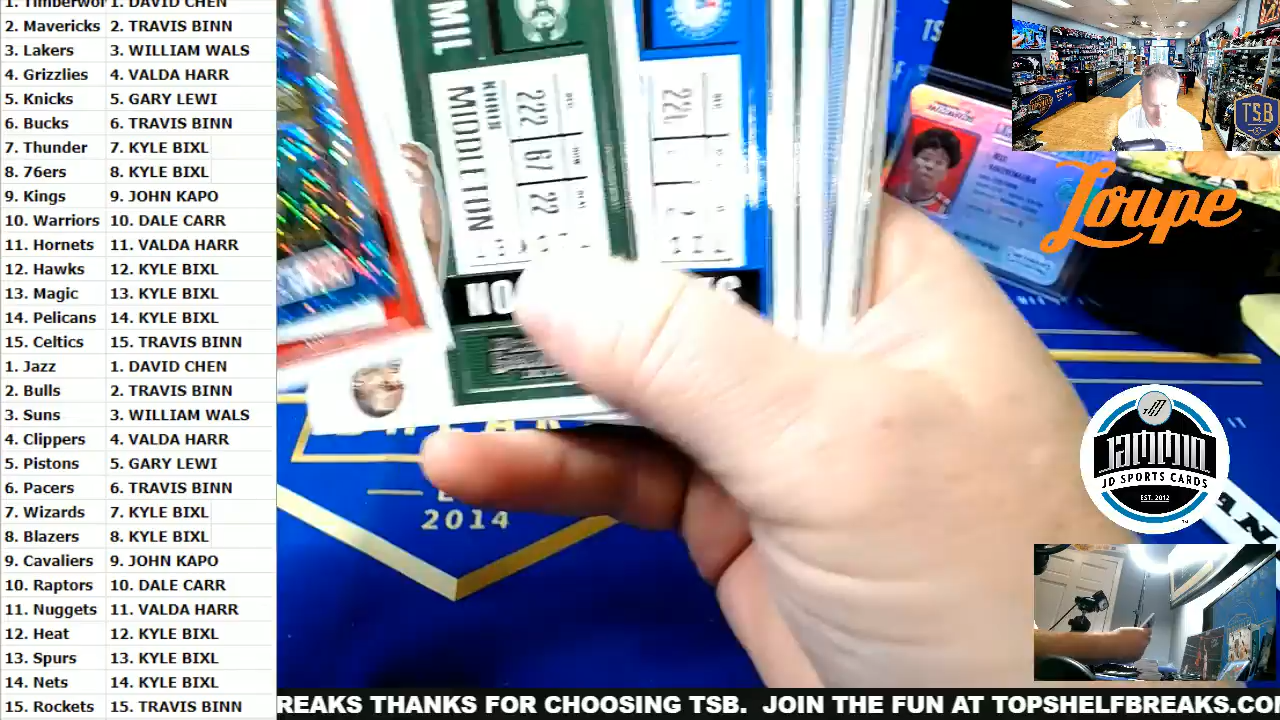 1. Timberwol 1. DAVID CHEN
2. Mavericks 2. TRAVIS BINN
3. Lakers 3. WILLIAM WALS
4. Grizzlies 4. VALDA HARR
5. Knicks 5. GARY LEWI
6. Bucks 6. TRAVIS BINN
7. Thunder 7. KYLE BIXL
8. 76ers 8. KYLE BIXL
9. Kings 9. JOHN KAPO
10. Warriors 10. DALE CARR
11. Hornets 11. VALDA HARR
12. Hawks 12. KYLE BIXL
13. Magic 13. KYLE BIXL
14. Pelicans 14. KYLE BIXL
15. Celtics 15. TRAVIS BINN
1. Jazz 1. DAVID CHEN
2. Bulls 2. TRAVIS BINN
3. Suns 3. WILLIAM WALS
4. Clippers 4. VALDA HARR
5. Pistons 5. GARY LEWI
6. Pacers 6. TRAVIS BINN
7. Wizards 7. KYLE BIXL
8. Blazers 8. KYLE BIXL
9. Cavaliers 9. JOHN KAPO
10. Raptors 10. DALE CARR
11. Nuggets 11. VALDA HARR
12. Heat 12. KYLE BIXL
13. Spurs 13. KYLE BIXL
14. Nets 14. KYLE BIXL
15. Rockets 15. TRAVIS BINN
MIL
MIDDLETON
222 67 22
221
NO
2014
TS
TSB
Loupe
JAMMIN
JD SPORTS CARDS
EST. 2012
REAKS THANKS FOR CHOOSING TSB. JOIN THE FUN AT TOPSHELFBREAKS.CO